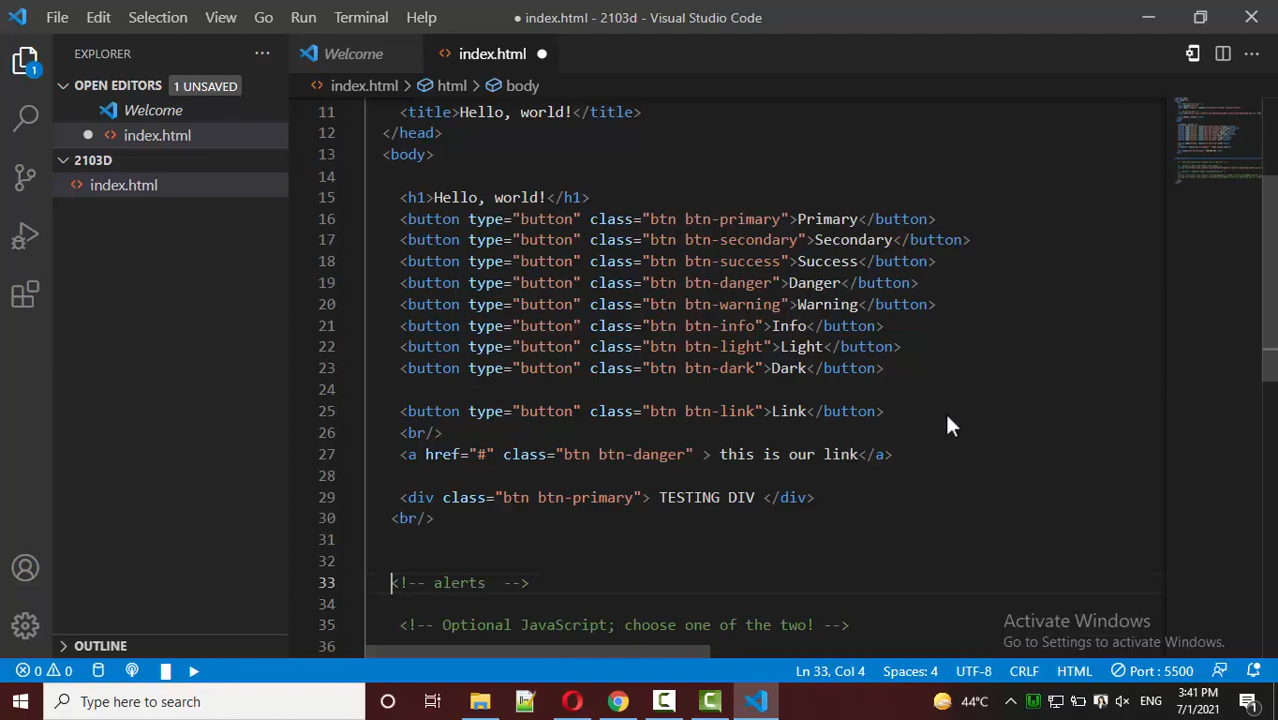 File Edit Selection View Go Run Terminal Help ● index.html - 2103d - Visual Studio Code
EXPLORER ···
Welcome
index.html
OPEN EDITORS 1 UNSAVED
index.html > html > body
Welcome
index.html
2103D
index.html
OUTLINE
1
11 <title>Hello, world!</title>
12 </head>
13 <body>
14
15 <h1>Hello, world!</h1>
16 <button type="button" class="btn btn-primary">Primary</button>
17 <button type="button" class="btn btn-secondary">Secondary</button>
18 <button type="button" class="btn btn-success">Success</button>
19 <button type="button" class="btn btn-danger">Danger</button>
20 <button type="button" class="btn btn-warning">Warning</button>
21 <button type="button" class="btn btn-info">Info</button>
22 <button type="button" class="btn btn-light">Light</button>
23 <button type="button" class="btn btn-dark">Dark</button>
24
25 <button type="button" class="btn btn-link">Link</button>
26 <br/>
27 <a href="#" class="btn btn-danger" > this is our link</a>
28
29 <div class="btn btn-primary"> TESTING DIV </div>
30 <br/>
31
32
33 <!-- alerts  -->
34
35 <!-- Optional JavaScript; choose one of the two! -->
36
Activate Windows
Go to Settings to activate Windows.
0 0 Ln 33, Col 4 Spaces: 4 UTF-8 CRLF HTML Port : 5500
Type here to search 44°C ENG 3:41 PM
7/1/2021 1